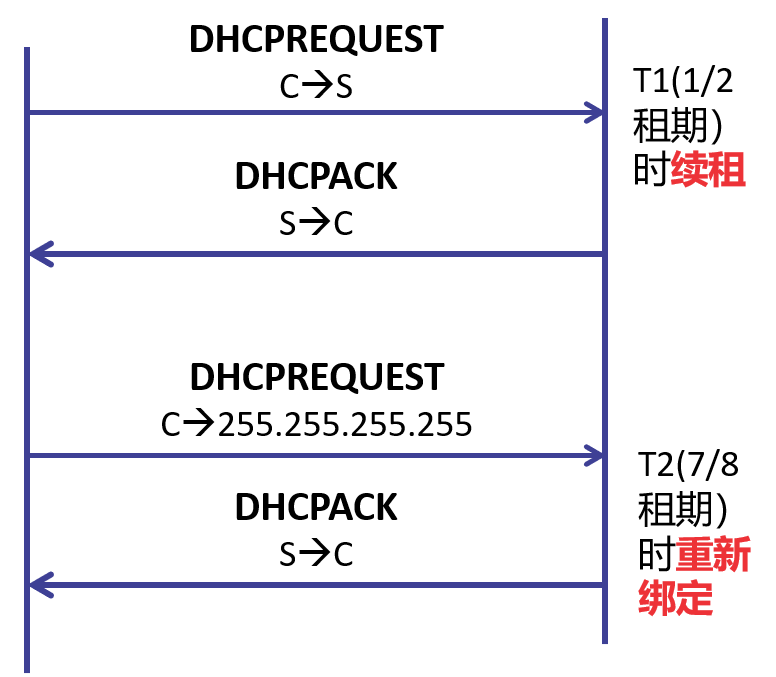 DHCPREQUEST
C→S
T1(1/2
租期)
时续租
DHCPACK
S→C
DHCPREQUEST
C→255.255.255.255
T2(7/8
租期)
时重新
绑定
DHCPACK
S→C